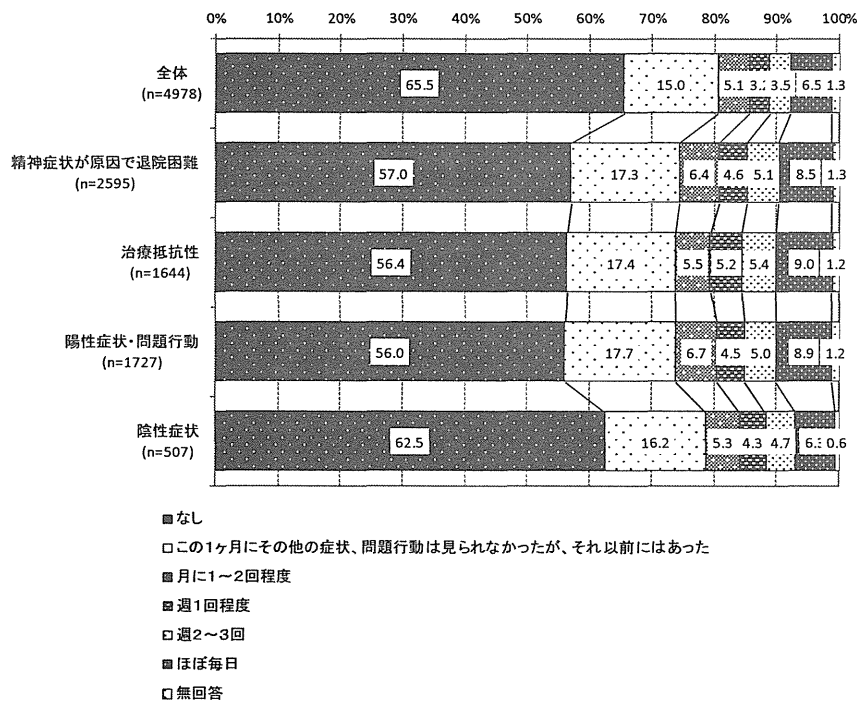 0% 10% 20% 30% 40% 50% 60% 70% 80% 90% 100%
全体
(n=4978)
65.5 15.0 5.1 3.5 6.5 1.3
精神症状が原因で退院困難
(n=2595)
57.0 17.3 6.4 4.6 5.1 8.5 1.3
治療抵抗性
(n=1644)
56.4 17.4 5.5 5.2 5.4 9.0 1.2
陽性症状・問題行動
(n=1727)
56.0 17.7 6.7 4.5 5.0 8.9 1.2
陰性症状
(n=507)
62.5 16.2 5.3 4.3 4.7 0.6
なし
この1ヶ月にその他の症状、問題行動は見られなかったが、それ以前にはあった
月に1～2回程度
週1回程度
週2～3回
ほぼ毎日
無回答